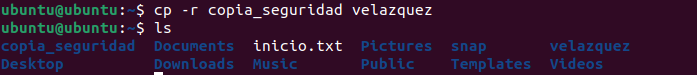 ubuntu@ubuntu:~$ cp -r copia_seguridad velazquez
ubuntu@ubuntu:~$ ls
copia_seguridad Documents inicio.txt Pictures snap velazquez
Desktop Downloads Music Public Templates Videos